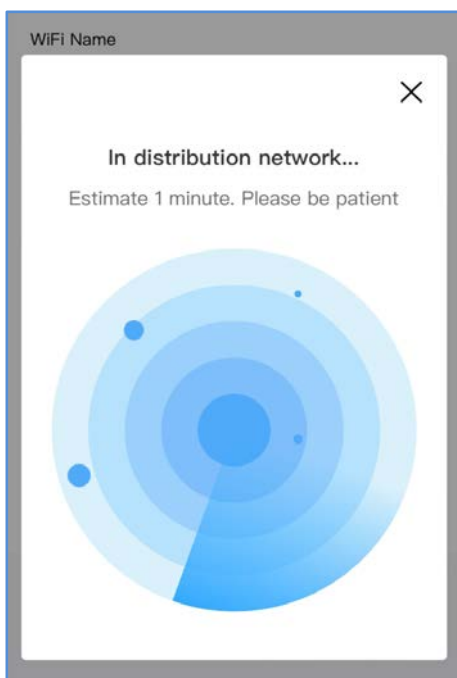 WiFi Name
In distribution network...
Estimate 1 minute. Please be patient